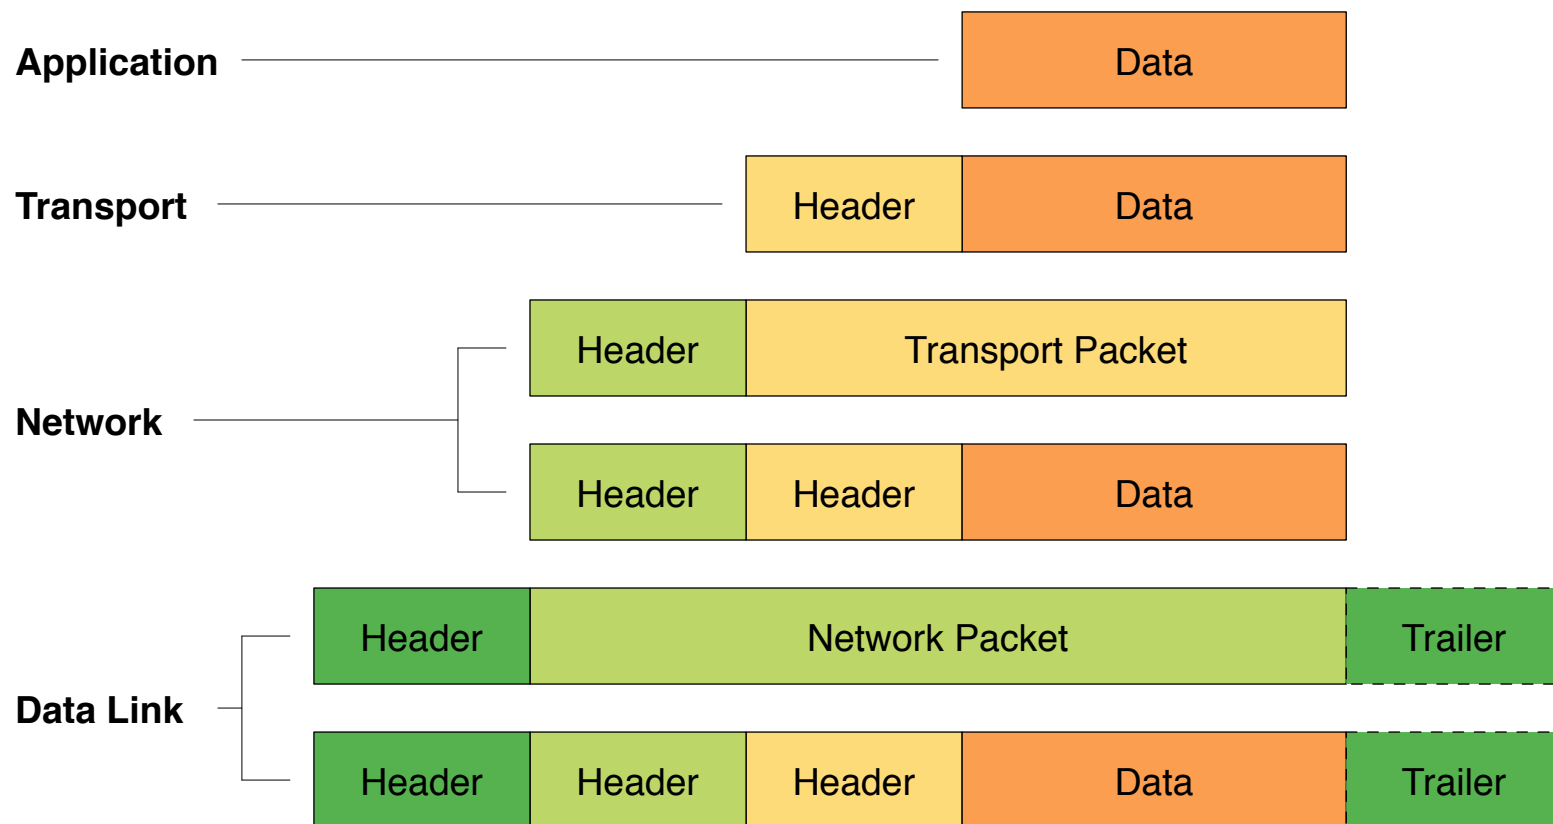 Application Data
Transport Header Data
Header Transport Packet
Network
Header Header Data
Header Network Packet Trailer
Data Link
Header Header Header Data Trailer